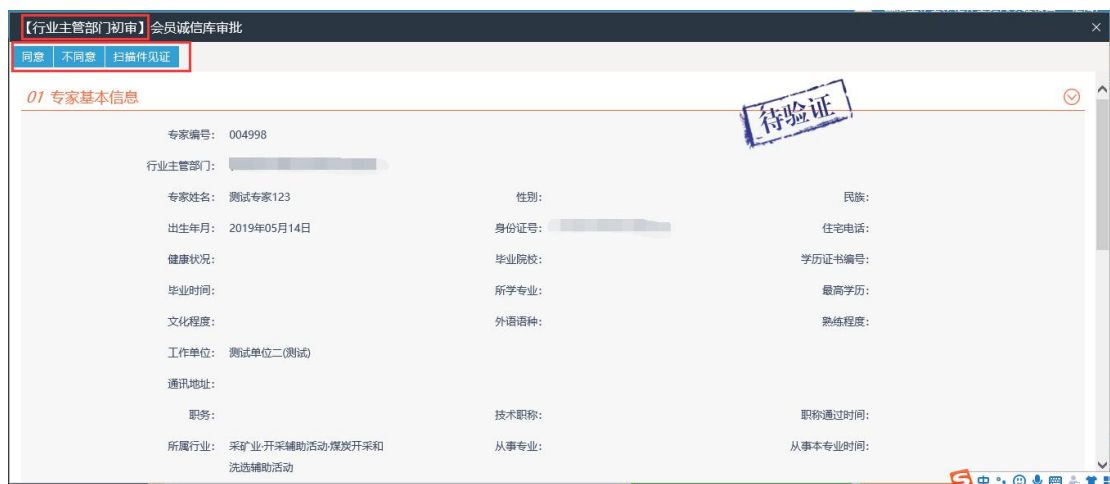 【行业主管部门初审】会员诚信库审批 ×
同意 不同意 扫描件见证
01 专家基本信息
待验证
专家编号： 004998
行业主管部门：
专家姓名： 测试专家123 性别： 民族：
出生年月： 2019年05月14日 身份证号： 住宅电话：
健康状况： 毕业院校： 学历证书编号：
毕业时间： 所学专业： 最高学历：
文化程度： 外语语种： 熟练程度：
工作单位： 测试单位二(测试)
通讯地址：
职务： 技术职称： 职称通过时间：
所属行业： 采矿业·开采辅助活动·煤炭开采和 从事专业： 从事本专业时间：
洗选辅助活动
中